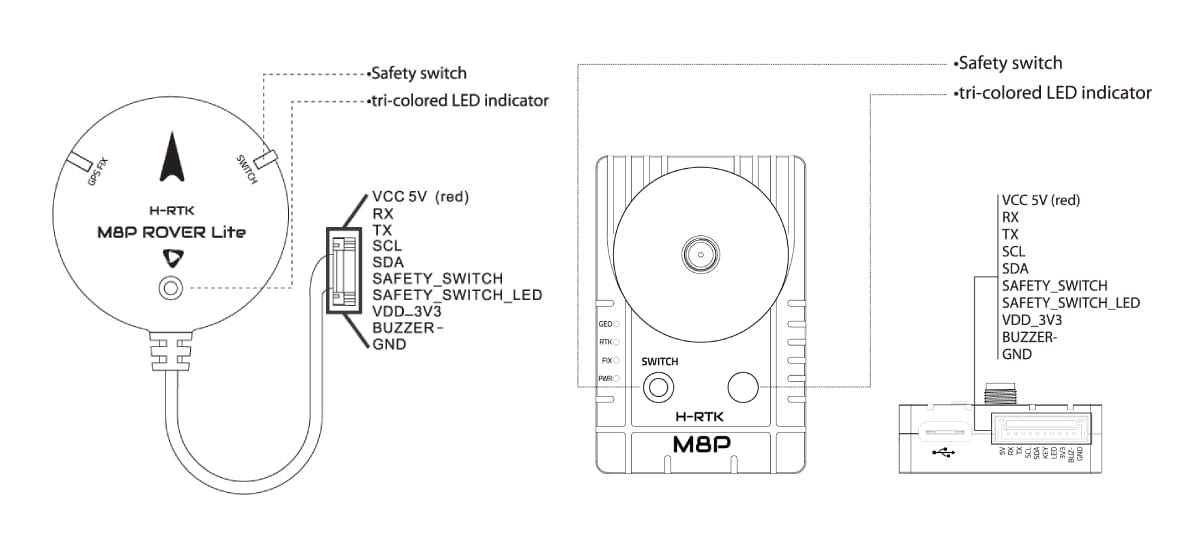 •Safety switch
•tri-colored LED indicator
GPS FIX
SWITCH
H-RTK
M8P ROVER Lite
VCC 5V (red)
RX
TX
SCL
SDA
SAFETY_SWITCH
SAFETY_SWITCH_LED
VDD_3V3
BUZZER-
GND
•Safety switch
•tri-colored LED indicator
GEO
RTK
FIX
PWR
SWITCH
H-RTK
M8P
VCC 5V (red)
RX
TX
SCL
SDA
SAFETY_SWITCH
SAFETY_SWITCH_LED
VDD_3V3
BUZZER-
GND
5V
RX
TX
SCL
SDA
KEY
LED
3V3
BUZ-
GND